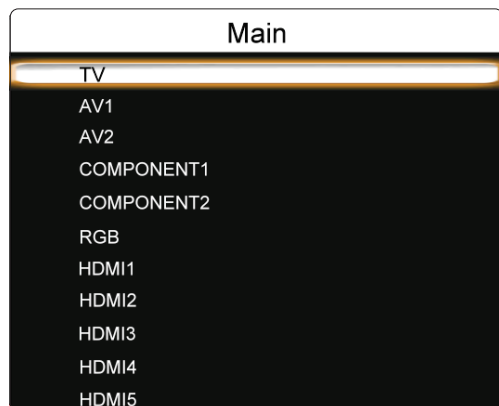 Main
TV
AV1
AV2
COMPONENT1
COMPONENT2
RGB
HDMI1
HDMI2
HDMI3
HDMI4
HDMI5